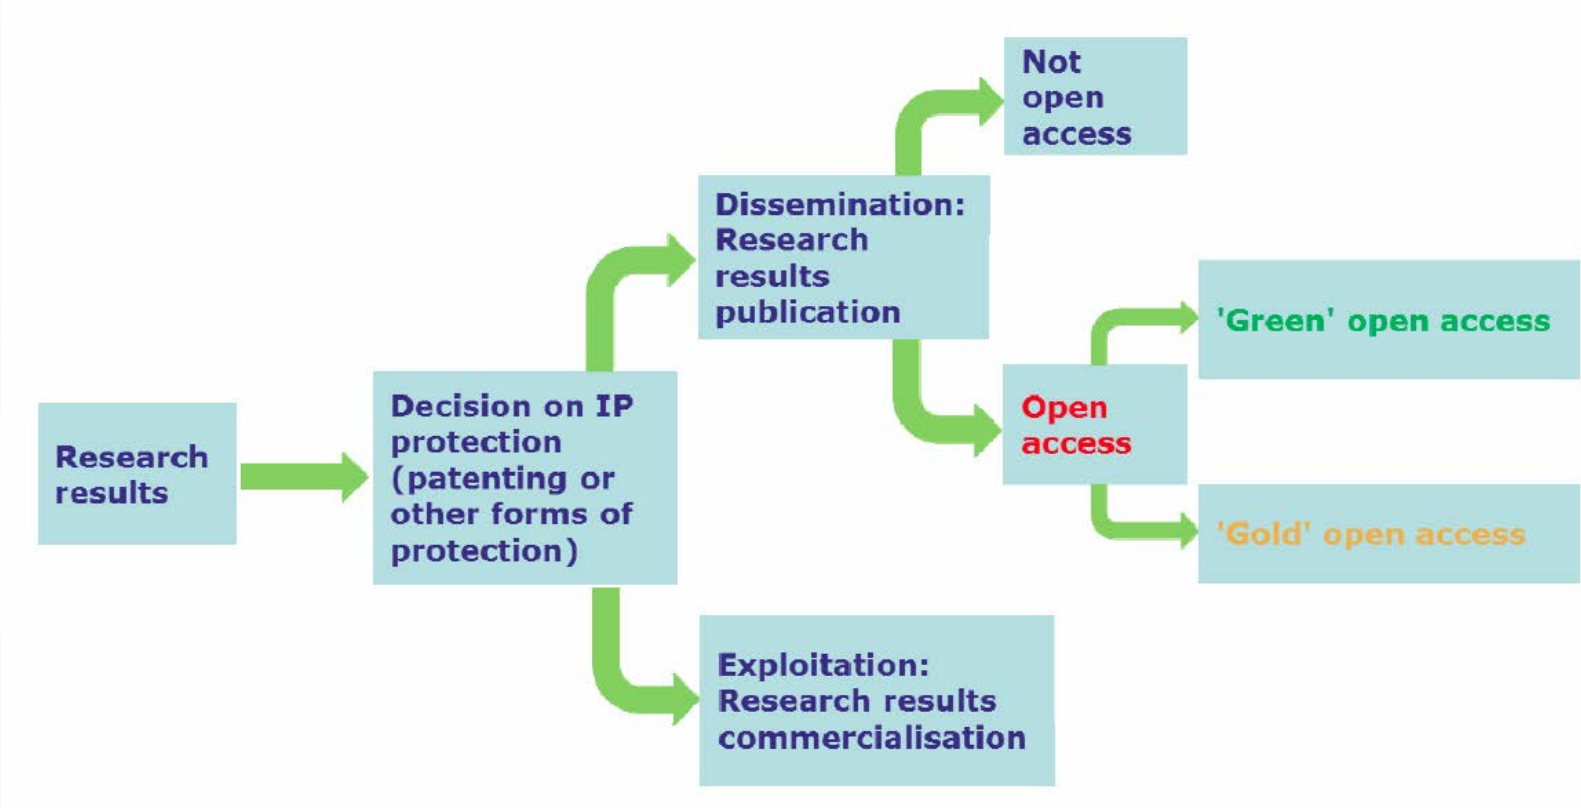 Not
open
access
Dissemination:
Research
results
publication
'Green' open access
Decision on IP
protection
(patenting or
other forms of
protection)
Open
access
Research
results
'Gold' open access
Exploitation:
Research results
commercialisation